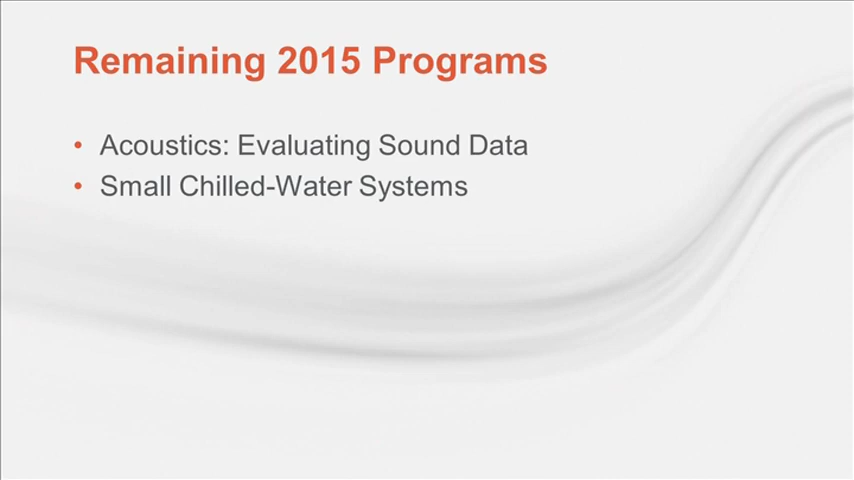 Remaining 2015 Programs
• Acoustics: Evaluating Sound Data
• Small Chilled-Water Systems